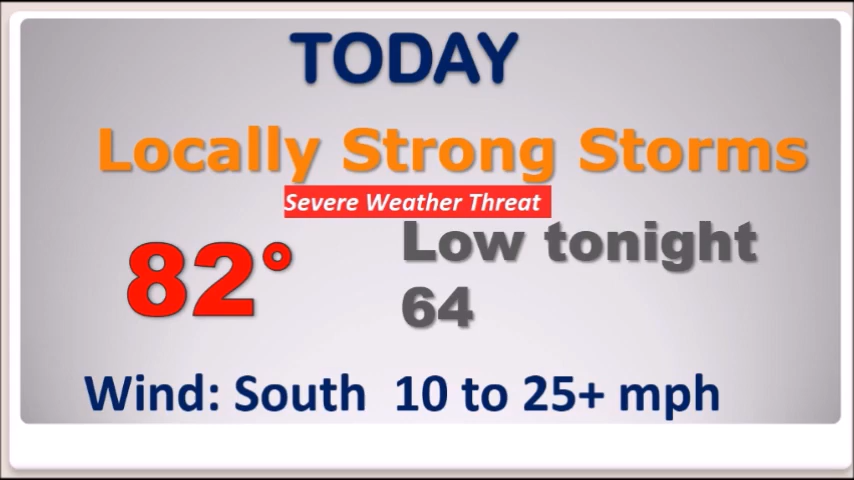 TODAY
Locally Strong Storms
Severe Weather Threat
82°
Low tonight
64
Wind: South 10 to 25+ mph